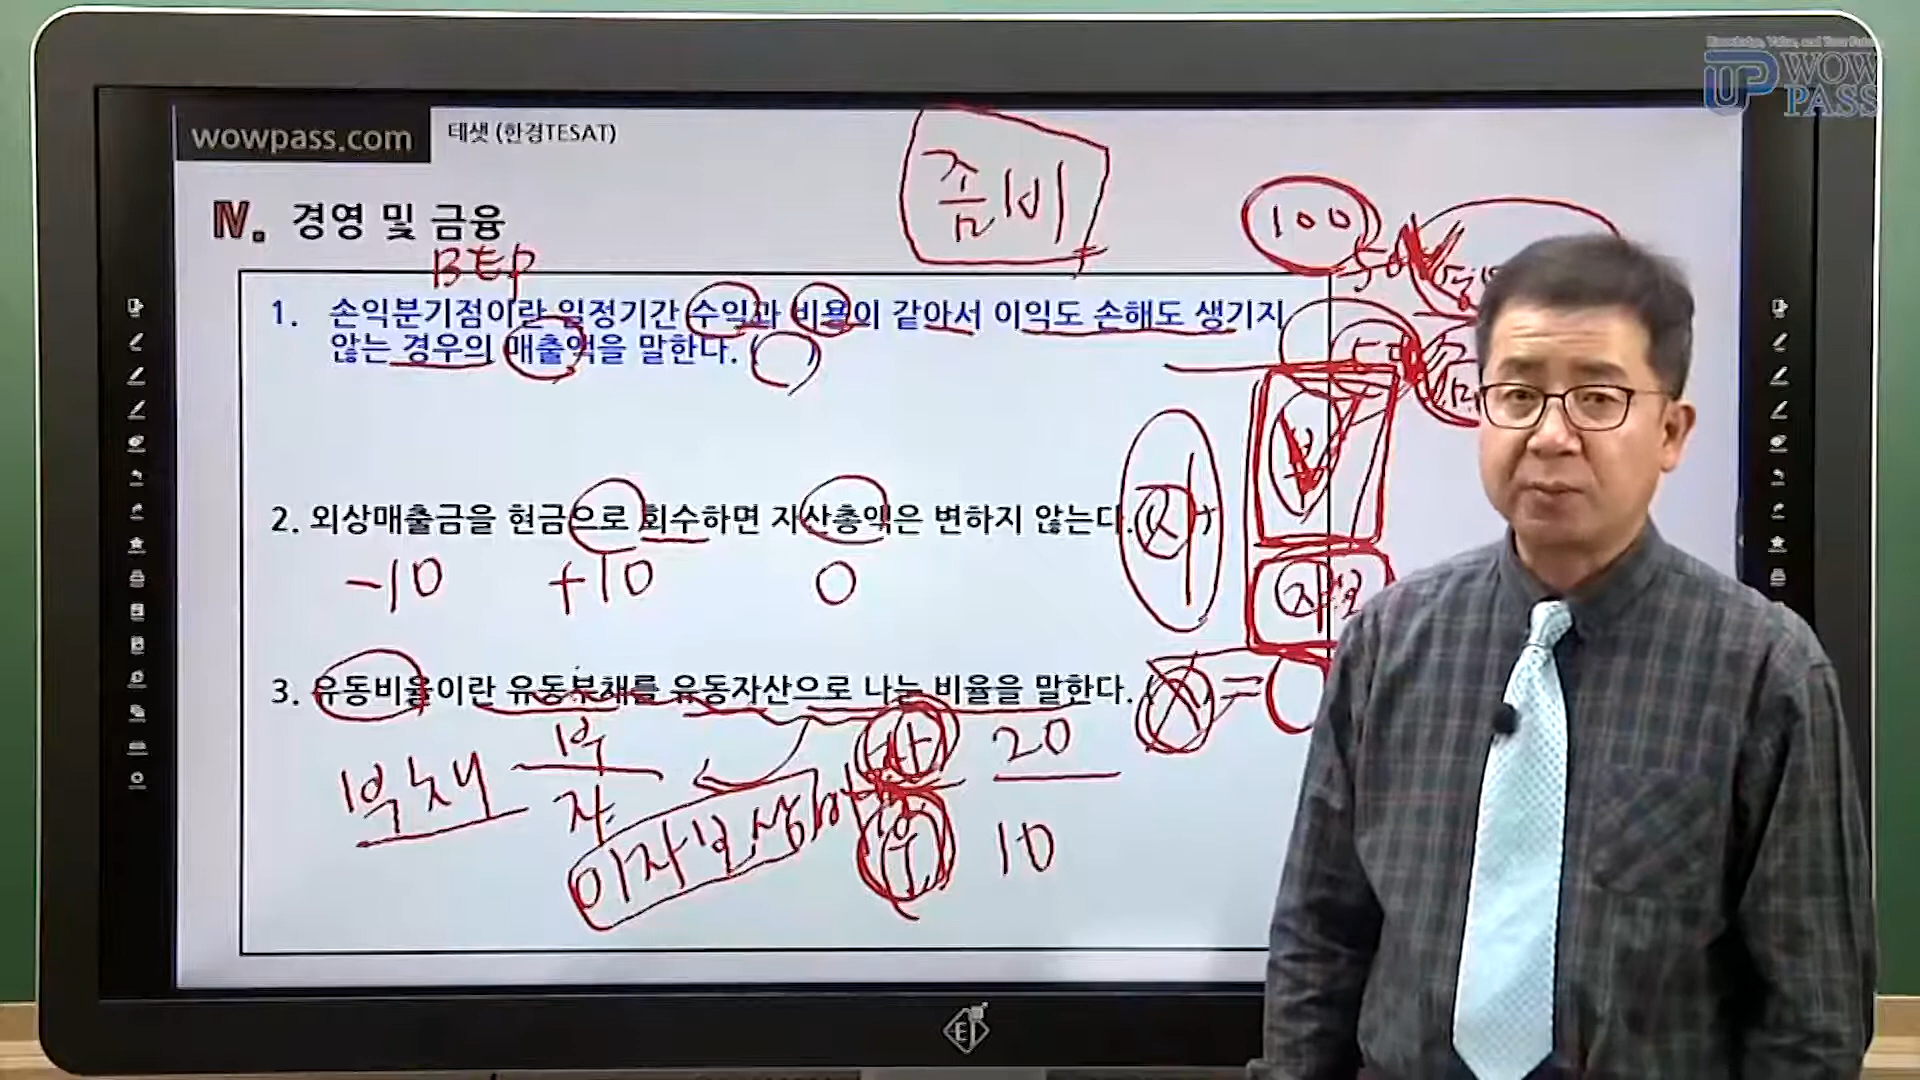 WOW PASS
wowpass.com
테샛 (한경TESAT)
좀비
100
Ⅳ. 경영 및 금융
BEP
1. 손익분기점이란 일정기간 수익과 비용이 같아서 이익도 손해도 생기지
않는 경우의 매출액을 말한다.
2. 외상매출금을 현금으로 회수하면 자산총액은 변하지 않는다.
-10 +10 0
3. 유동비율이란 유동부채를 유동자산으로 나눈 비율을 말한다.
부채 부 20
자 10
이자보상